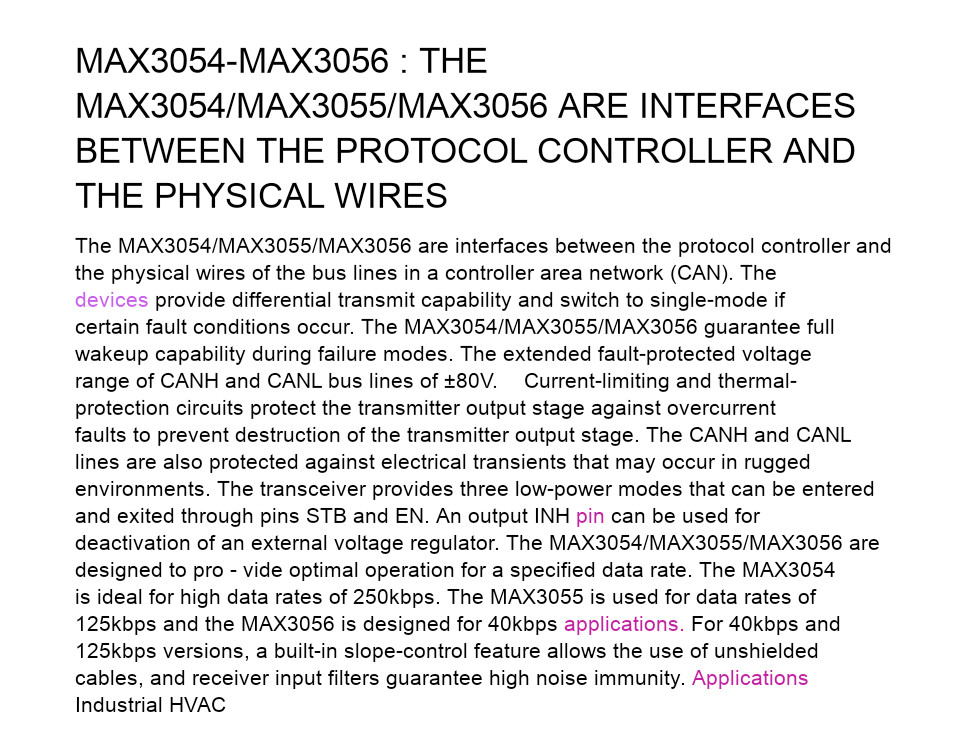 MAX3054-MAX3056 : THE
MAX3054/MAX3055/MAX3056 ARE INTERFACES
BETWEEN THE PROTOCOL CONTROLLER AND
THE PHYSICAL WIRES
The MAX3054/MAX3055/MAX3056 are interfaces between the protocol controller and
the physical wires of the bus lines in a controller area network (CAN). The
devices provide differential transmit capability and switch to single-mode if
certain fault conditions occur. The MAX3054/MAX3055/MAX3056 guarantee full
wakeup capability during failure modes. The extended fault-protected voltage
range of CANH and CANL bus lines of ±80V. Current-limiting and thermal-
protection circuits protect the transmitter output stage against overcurrent
faults to prevent destruction of the transmitter output stage. The CANH and CANL
lines are also protected against electrical transients that may occur in rugged
environments. The transceiver provides three low-power modes that can be entered
and exited through pins STB and EN. An output INH pin can be used for
deactivation of an external voltage regulator. The MAX3054/MAX3055/MAX3056 are
designed to pro - vide optimal operation for a specified data rate. The MAX3054
is ideal for high data rates of 250kbps. The MAX3055 is used for data rates of
125kbps and the MAX3056 is designed for 40kbps applications. For 40kbps and
125kbps versions, a built-in slope-control feature allows the use of unshielded
cables, and receiver input filters guarantee high noise immunity. Applications
Industrial HVAC